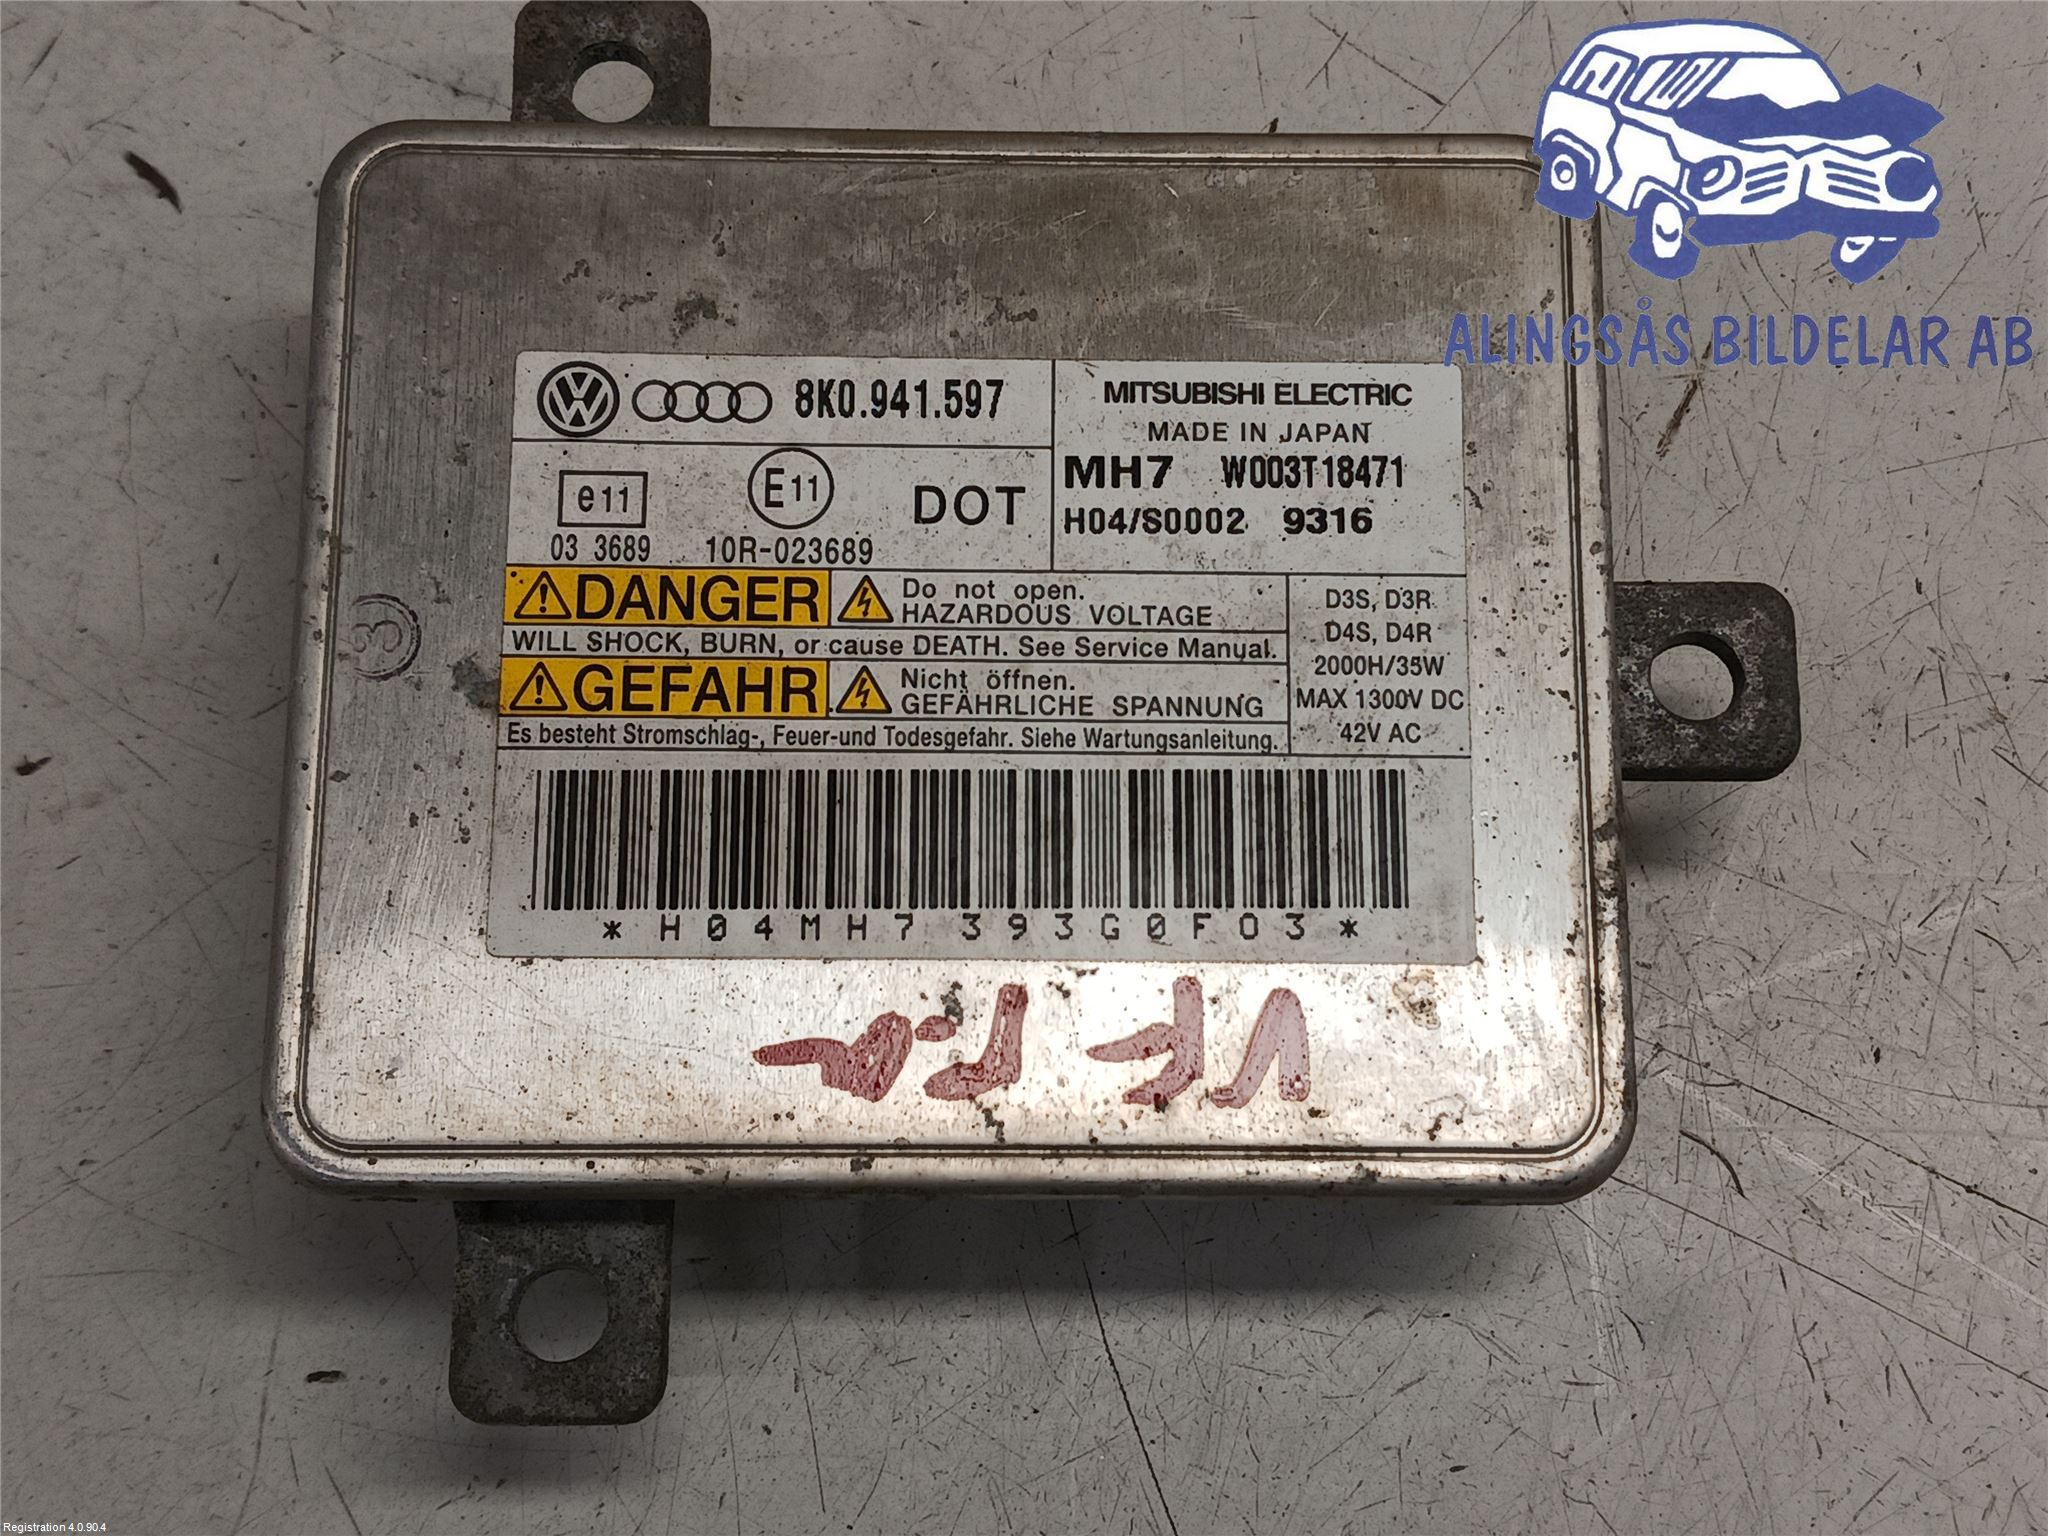 ALINGSÅS BILDELAR AB
8K0.941.597
MITSUBISHI ELECTRIC
MADE IN JAPAN
MH7 W003T18471
H04/S0002 9316
e11
E11
DOT
03 3689 10R-023689
DANGER
Do not open.
HAZARDOUS VOLTAGE
WILL SHOCK, BURN, or cause DEATH. See Service Manual.
GEFAHR
Nicht öffnen.
GEFÄHRLICHE SPANNUNG
Es besteht Stromschlag-, Feuer-und Todesgefahr. Siehe Wartungsanleitung.
D3S, D3R
D4S, D4R
2000H/35W
MAX 1300V DC
42V AC
*H04MH7393G0F03*
3
Registration 4.0.90.4